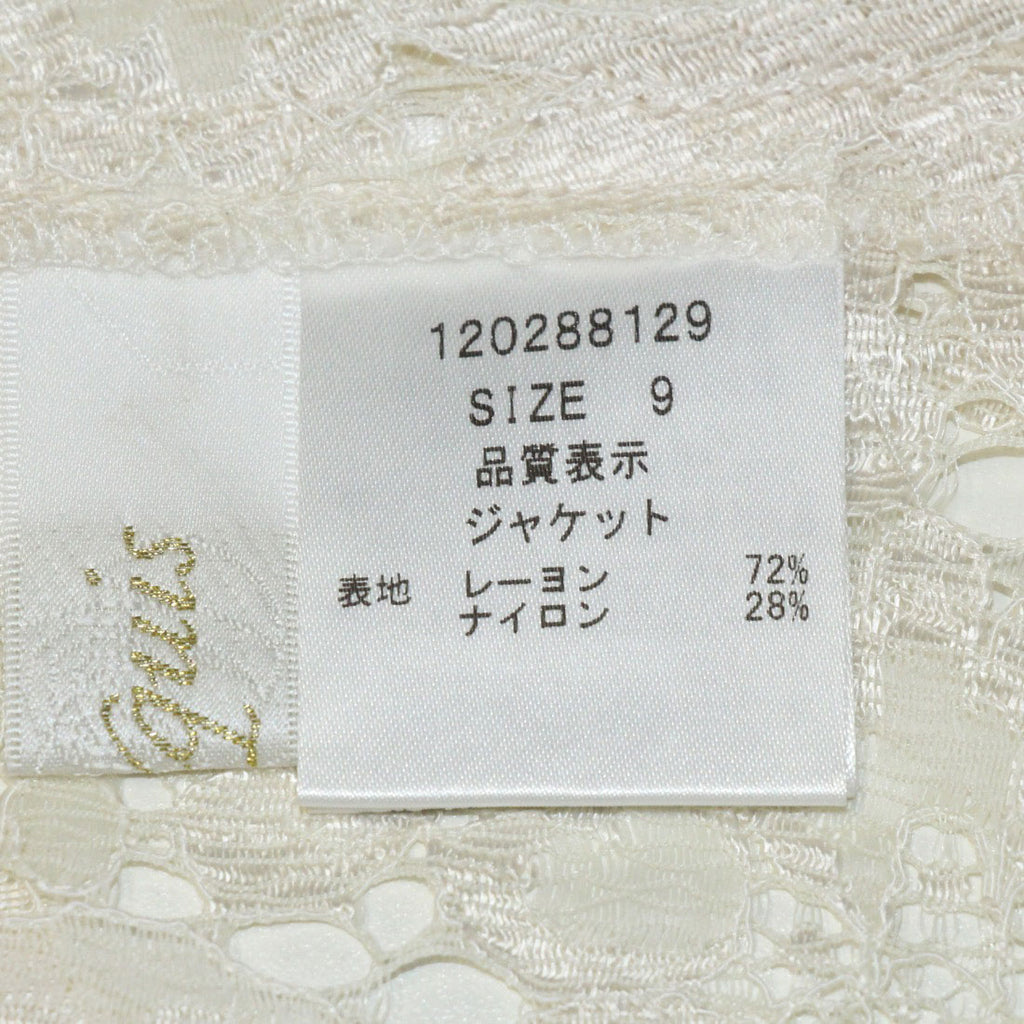 120288129
SIZE 9
品質表示
ジャケット
表地 レーヨン 72%
ナイロン 28%
quis